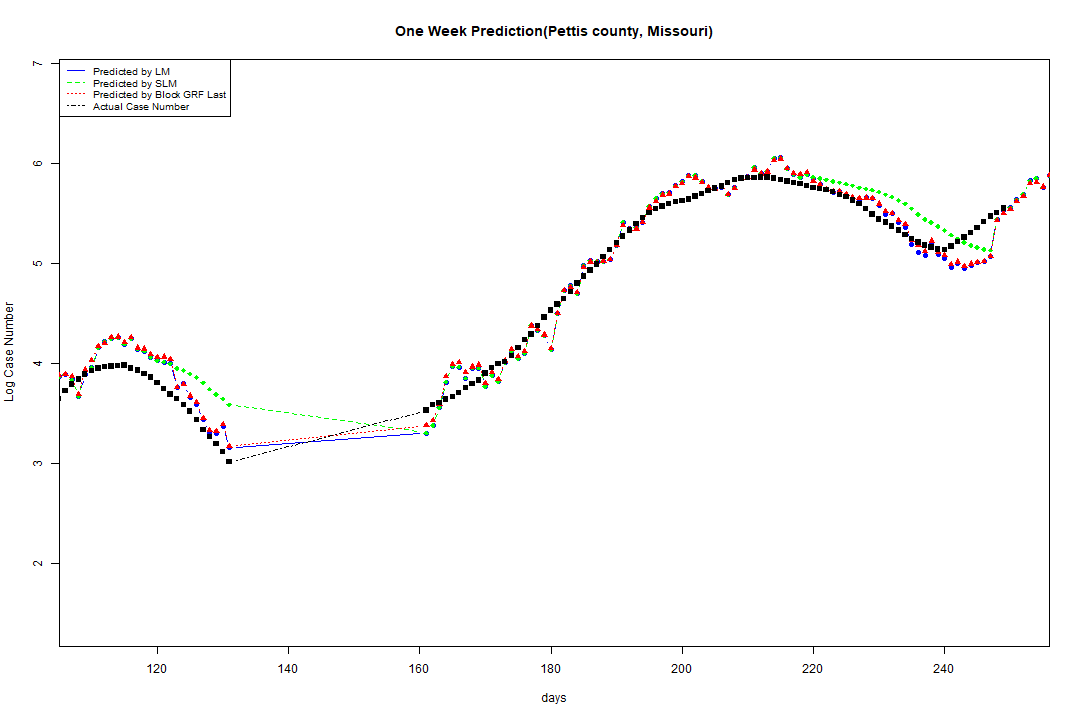 One Week Prediction(Pettis county, Missouri)
Predicted by LM
Predicted by SLM
Predicted by Block GRF Last
Actual Case Number
7
6
5
4
3
2
Log Case Number
120 140 160 180 200 220 240
days